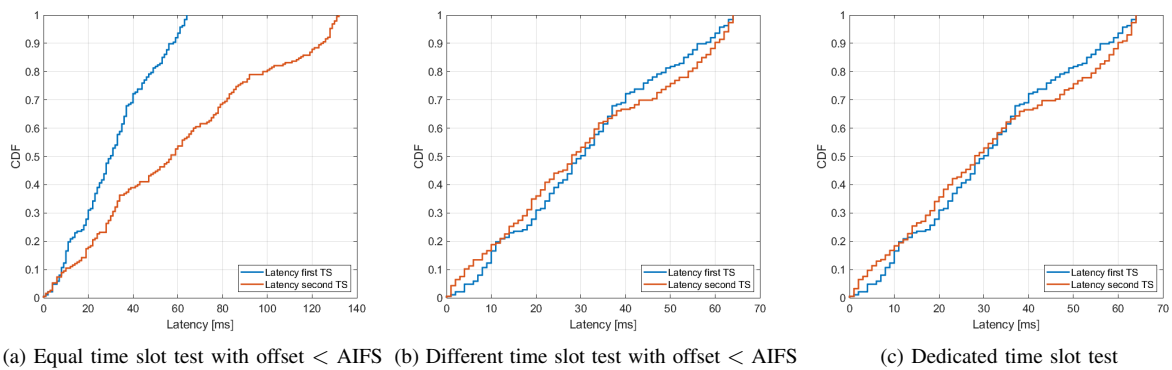 1
0.9
0.8
0.7
0.6
0.5
0.4
0.3
0.2
0.1
0
CDF
Latency first TS
Latency second TS
0 20 40 60 80 100 120 140
Latency [ms]
(a) Equal time slot test with offset < AIFS
1
0.9
0.8
0.7
0.6
0.5
0.4
0.3
0.2
0.1
0
CDF
Latency first TS
Latency second TS
0 10 20 30 40 50 60 70
Latency [ms]
(b) Different time slot test with offset < AIFS
1
0.9
0.8
0.7
0.6
0.5
0.4
0.3
0.2
0.1
0
CDF
Latency first TS
Latency second TS
0 10 20 30 40 50 60 70
Latency [ms]
(c) Dedicated time slot test